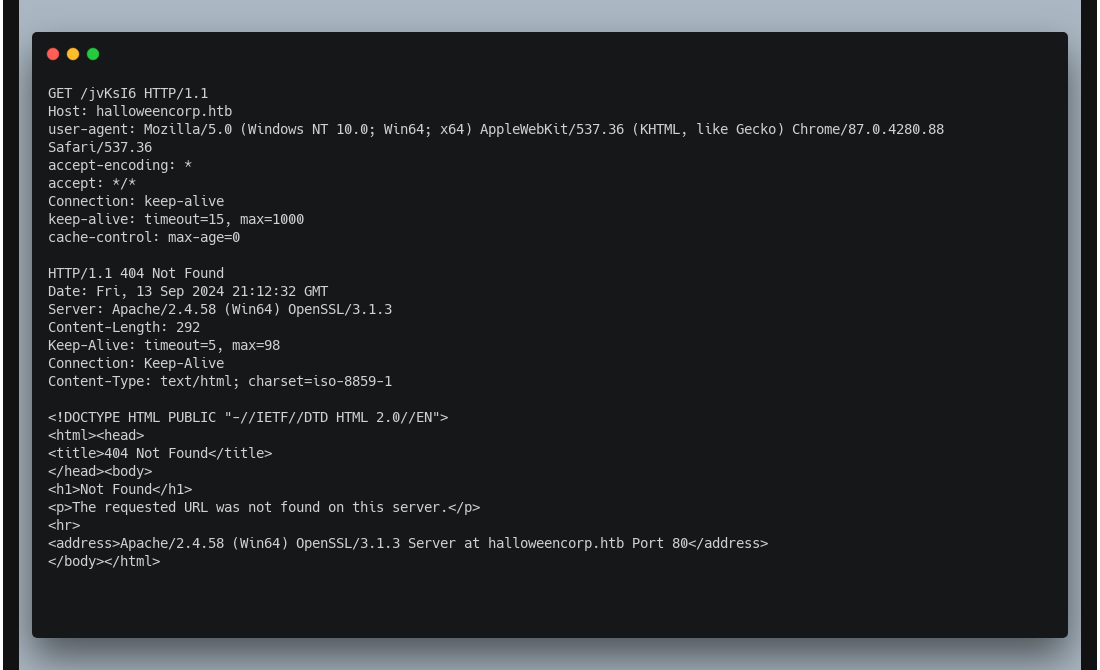 GET /jvKsI6 HTTP/1.1
Host: halloweencorp.htb
user-agent: Mozilla/5.0 (Windows NT 10.0; Win64; x64) AppleWebKit/537.36 (KHTML, like Gecko) Chrome/87.0.4280.88
Safari/537.36
accept-encoding: *
accept: */*
Connection: keep-alive
keep-alive: timeout=15, max=1000
cache-control: max-age=0

HTTP/1.1 404 Not Found
Date: Fri, 13 Sep 2024 21:12:32 GMT
Server: Apache/2.4.58 (Win64) OpenSSL/3.1.3
Content-Length: 292
Keep-Alive: timeout=5, max=98
Connection: Keep-Alive
Content-Type: text/html; charset=iso-8859-1

<!DOCTYPE HTML PUBLIC "-//IETF//DTD HTML 2.0//EN">
<html><head>
<title>404 Not Found</title>
</head><body>
<h1>Not Found</h1>
<p>The requested URL was not found on this server.</p>
<hr>
<address>Apache/2.4.58 (Win64) OpenSSL/3.1.3 Server at halloweencorp.htb Port 80</address>
</body></html>